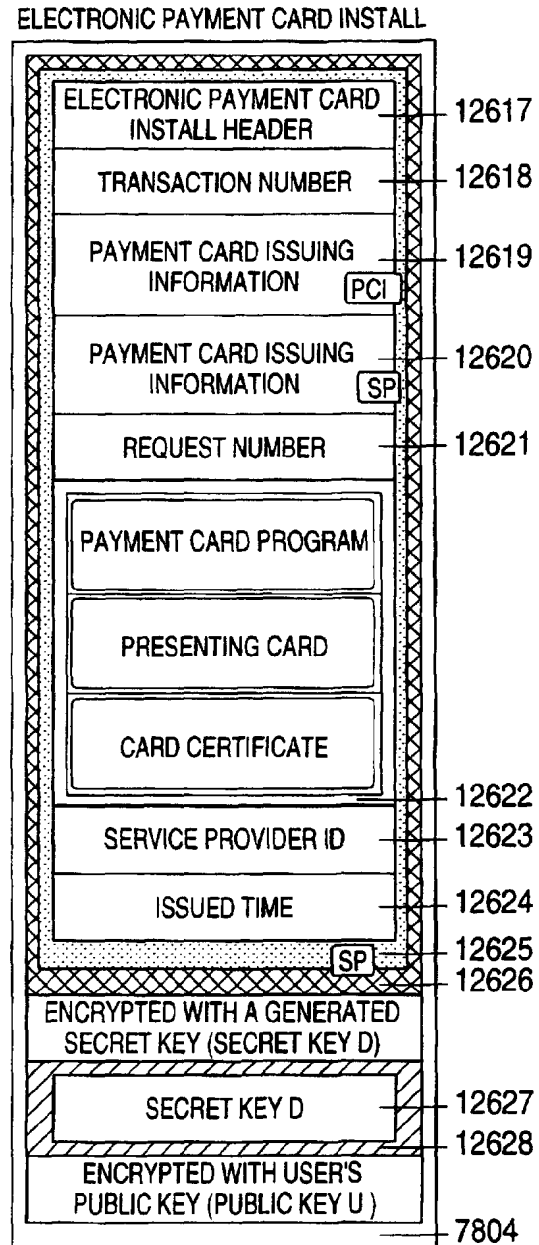 ELECTRONIC PAYMENT CARD INSTALL
ELECTRONIC PAYMENT CARD
INSTALL HEADER
12617
TRANSACTION NUMBER
12618
PAYMENT CARD ISSUING
INFORMATION
PCI
12619
PAYMENT CARD ISSUING
INFORMATION
SP
12620
REQUEST NUMBER
12621
PAYMENT CARD PROGRAM
PRESENTING CARD
CARD CERTIFICATE
12622
SERVICE PROVIDER ID
12623
ISSUED TIME
12624
SP
12625
12626
ENCRYPTED WITH A GENERATED
SECRET KEY (SECRET KEY D)
SECRET KEY D
12627
12628
ENCRYPTED WITH USER'S
PUBLIC KEY (PUBLIC KEY U )
7804